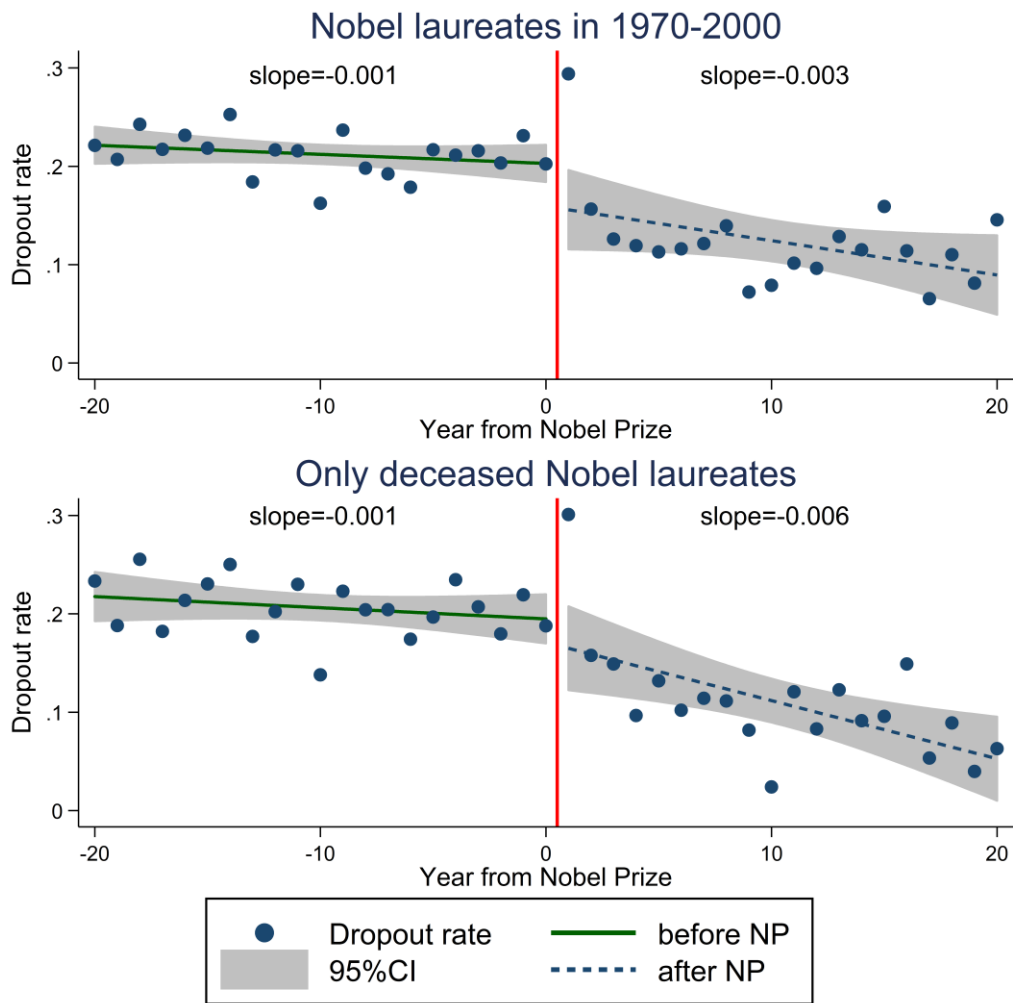 Nobel laureates in 1970-2000
slope=-0.001
slope=-0.003
.3
.2
.1
0
Dropout rate
-20
-10
0
10
20
Year from Nobel Prize
Only deceased Nobel laureates
slope=-0.001
slope=-0.006
.3
.2
.1
0
Dropout rate
-20
-10
0
10
20
Year from Nobel Prize
Dropout rate
before NP
95%CI
after NP